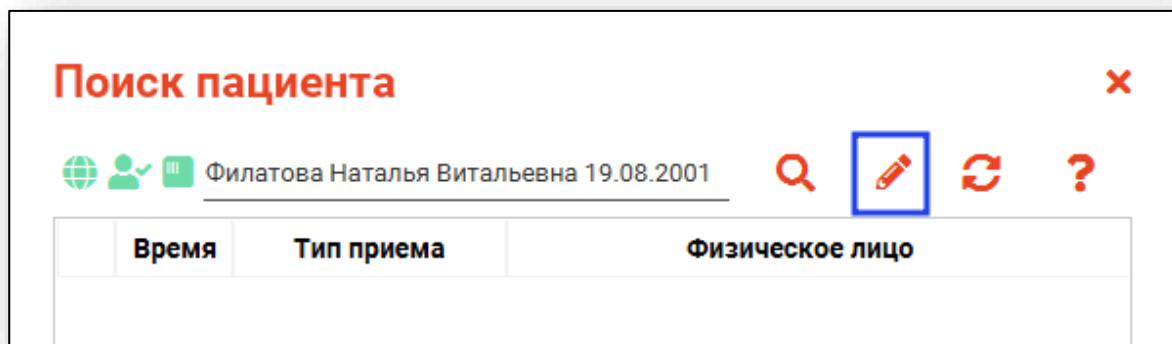 Поиск пациента
Филатова Наталья Витальевна 19.08.2001 ?
Время Тип приема Физическое лицо